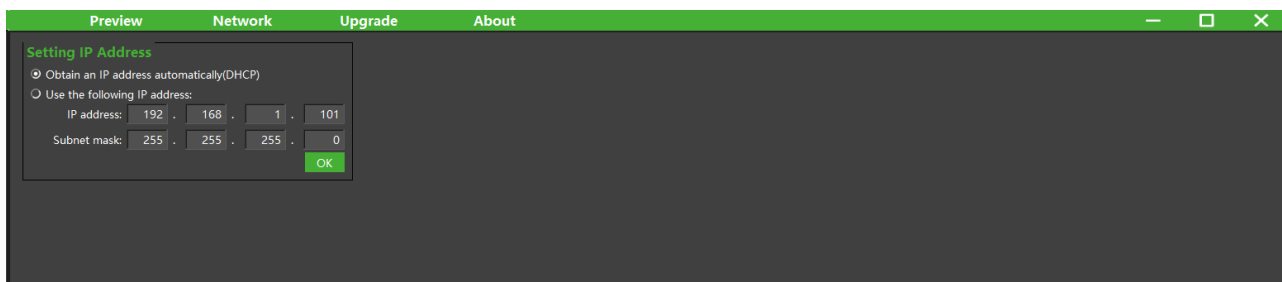 Preview Network Upgrade About
Setting IP Address
Obtain an IP address automatically(DHCP)
Use the following IP address:
IP address: 192 . 168 . 1 . 101
Subnet mask: 255 . 255 . 255 . 0
OK